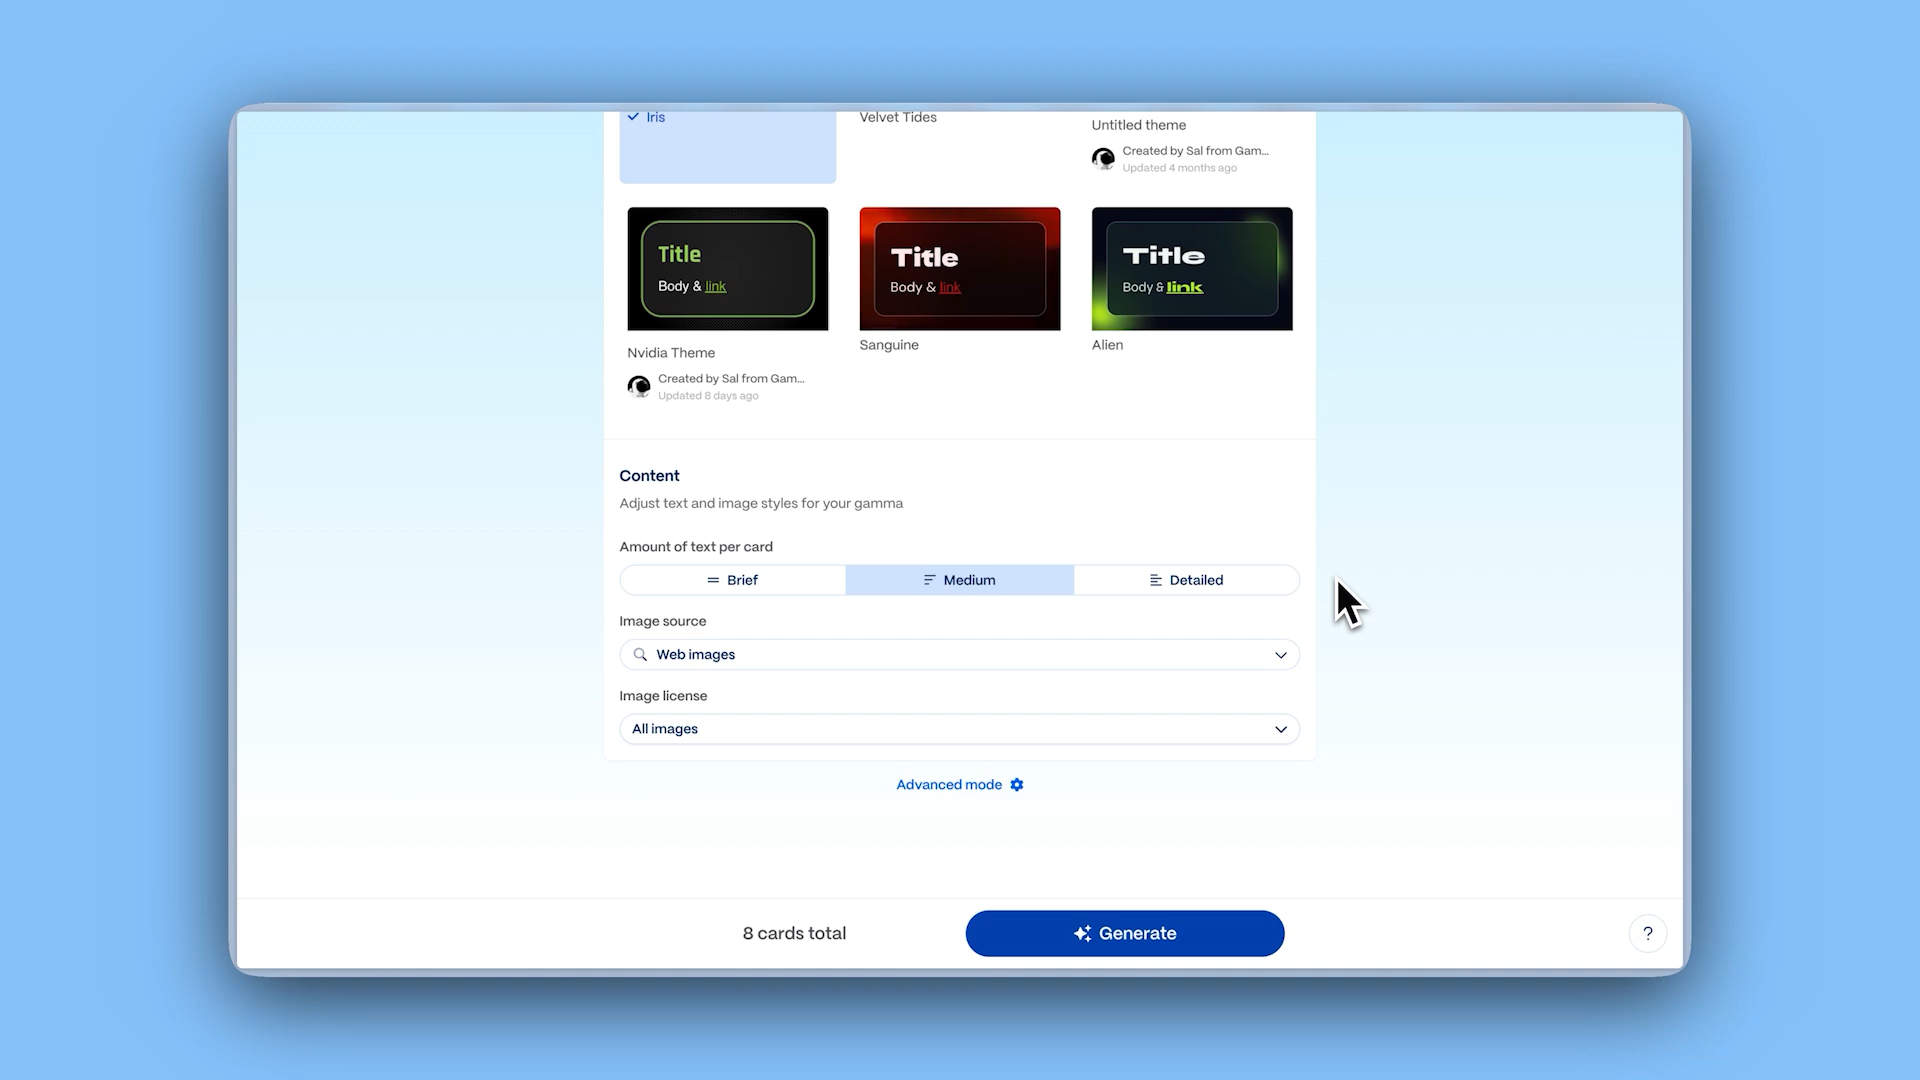 Iris
Velvet Tides
Untitled theme
Created by Sal from Gam...
Updated 4 months ago
Title
Body & link
Title
Body & link
Title
Body & link
Nvidia Theme
Sanguine
Alien
Created by Sal from Gam...
Updated 8 days ago
Content
Adjust text and image styles for your gamma
Amount of text per card
Brief
Medium
Detailed
Image source
Web images
Image license
All images
Advanced mode
8 cards total
Generate
?